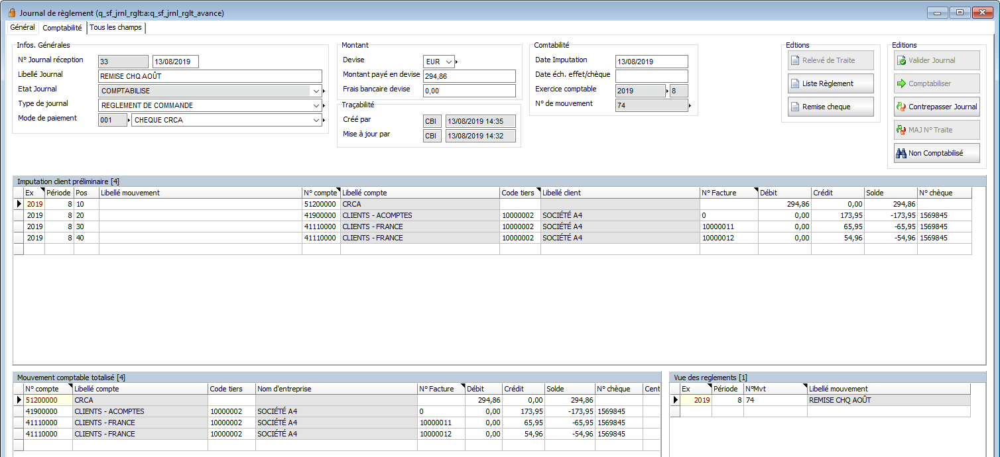 Journal de règlement (q_sf_jrnl_rglt:a:q_sf_jrnl_rglt_avance)
Général Comptabilité Tous les champs
Infos. Générales
N° Journal réception 33 13/08/2019
Libellé Journal REMISE CHQ AOÛT
Etat Journal COMPTABILISE
Type de journal REGLEMENT DE COMMANDE
Mode de paiement 001 CHEQUE CRCA
Montant
Devise EUR
Montant payé en devise 294,86
Frais bancaire devise 0,00
Traçabilité
Créé par CBI 13/08/2019 14:35
Mise à jour par CBI 13/08/2019 14:32
Comtabilité
Date Imputation 13/08/2019
Date éch. effet/chèque
Exercice comptable 2019 8
N° de mouvement 74
Edtions
Relevé de Traite
Liste Règlement
Remise cheque
Editions
Valider Journal
Comptabiliser
Contrepasser Journal
MAJ N° Traite
Non Comptabilisé
Imputation client préliminaire [4]
Ex Période Pos Libellé mouvement N° compte Libellé compte Code tiers Libellé client N° Facture Débit Crédit Solde N° chèque
2019 8 10 51200000 CRCA 294,86 0,00 294,86
2019 8 20 41900000 CLIENTS - ACOMPTES 10000002 SOCIÉTÉ A4 0 0,00 173,95 -173,95 1569845
2019 8 30 41110000 CLIENTS - FRANCE 10000002 SOCIÉTÉ A4 10000011 0,00 65,95 -65,95 1569845
2019 8 40 41110000 CLIENTS - FRANCE 10000002 SOCIÉTÉ A4 10000012 0,00 54,96 -54,96 1569845
Mouvement comptable totalisé [4]
N° compte Libellé compte Code tiers Nom d'entreprise N° Facture Débit Crédit Solde N° chèque Cent
51200000 CRCA 294,86 0,00 294,86
41900000 CLIENTS - ACOMPTES 10000002 SOCIÉTÉ A4 0 0,00 173,95 -173,95 1569845
41110000 CLIENTS - FRANCE 10000002 SOCIÉTÉ A4 10000011 0,00 65,95 -65,95 1569845
41110000 CLIENTS - FRANCE 10000002 SOCIÉTÉ A4 10000012 0,00 54,96 -54,96 1569845
Vue des reglements [1]
Ex Période N°Mvt Libellé mouvement
2019 8 74 REMISE CHQ AOÛT